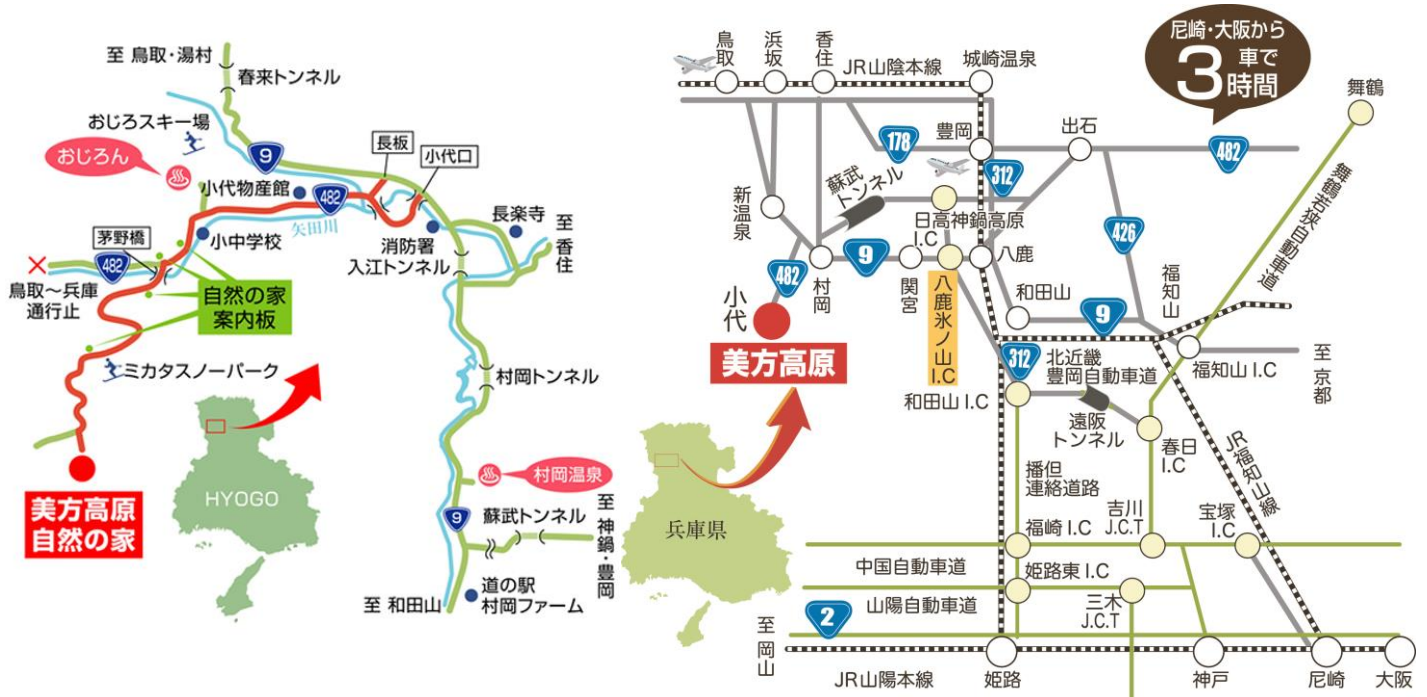 至 鳥取・湯村
春来トンネル
おじろスキー場
おじろん
9
長板
小代口
小代物産館
482
矢田川
小中学校
消防署
長楽寺
至 香住
入江トンネル
茅野橋
482
鳥取~兵庫
通行止
自然の家
案内板
ミカタスノーパーク
村岡トンネル
HYOGO
美方高原
自然の家
村岡温泉
9
蘇武トンネル
至 神鍋・豊岡
道の駅
村岡ファーム
至 和田山
尼崎・大阪から
車で
3時間
鳥取
浜坂
香住
JR山陰本線
城崎温泉
舞鶴
178
豊岡
出石
482
312
新温泉
蘇武
トンネル
日高神鍋高原
I.C
426
舞鶴若狭自動車道
482
村岡
9
関宮
八鹿氷ノ山I.C
八鹿
和田山
9
福知山
小代
美方高原
312
北近畿
豊岡自動車道
福知山 I.C
至 京都
和田山 I.C
遠阪
トンネル
春日
I.C
JR福知山線
兵庫県
播但
連絡道路
福崎 I.C
吉川
J.C.T
宝塚
I.C
中国自動車道
姫路東 I.C
山陽自動車道
三木
J.C.T
2
至 岡山
JR山陽本線
姫路
神戸
尼崎
大阪